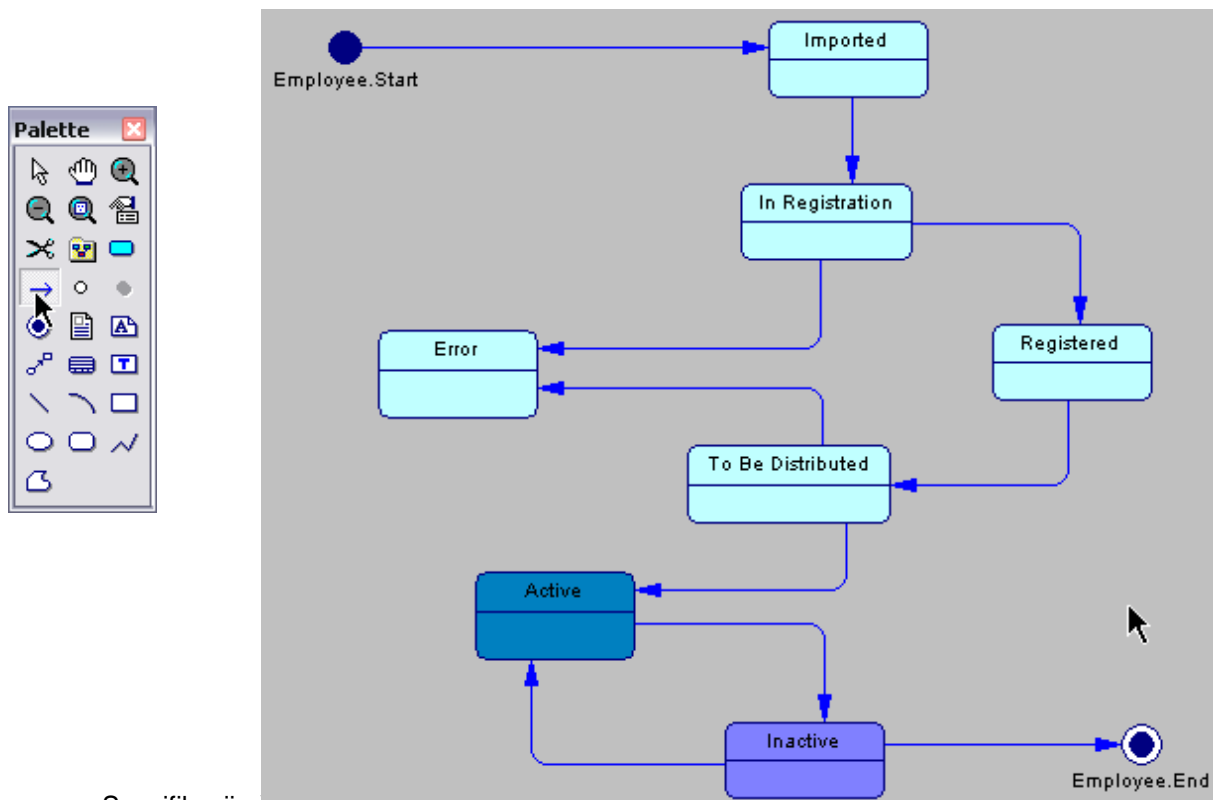 Imported
Employee.Start
Palette
In Registration
Error
Registered
To Be Distributed
Active
Inactive
Employee.End